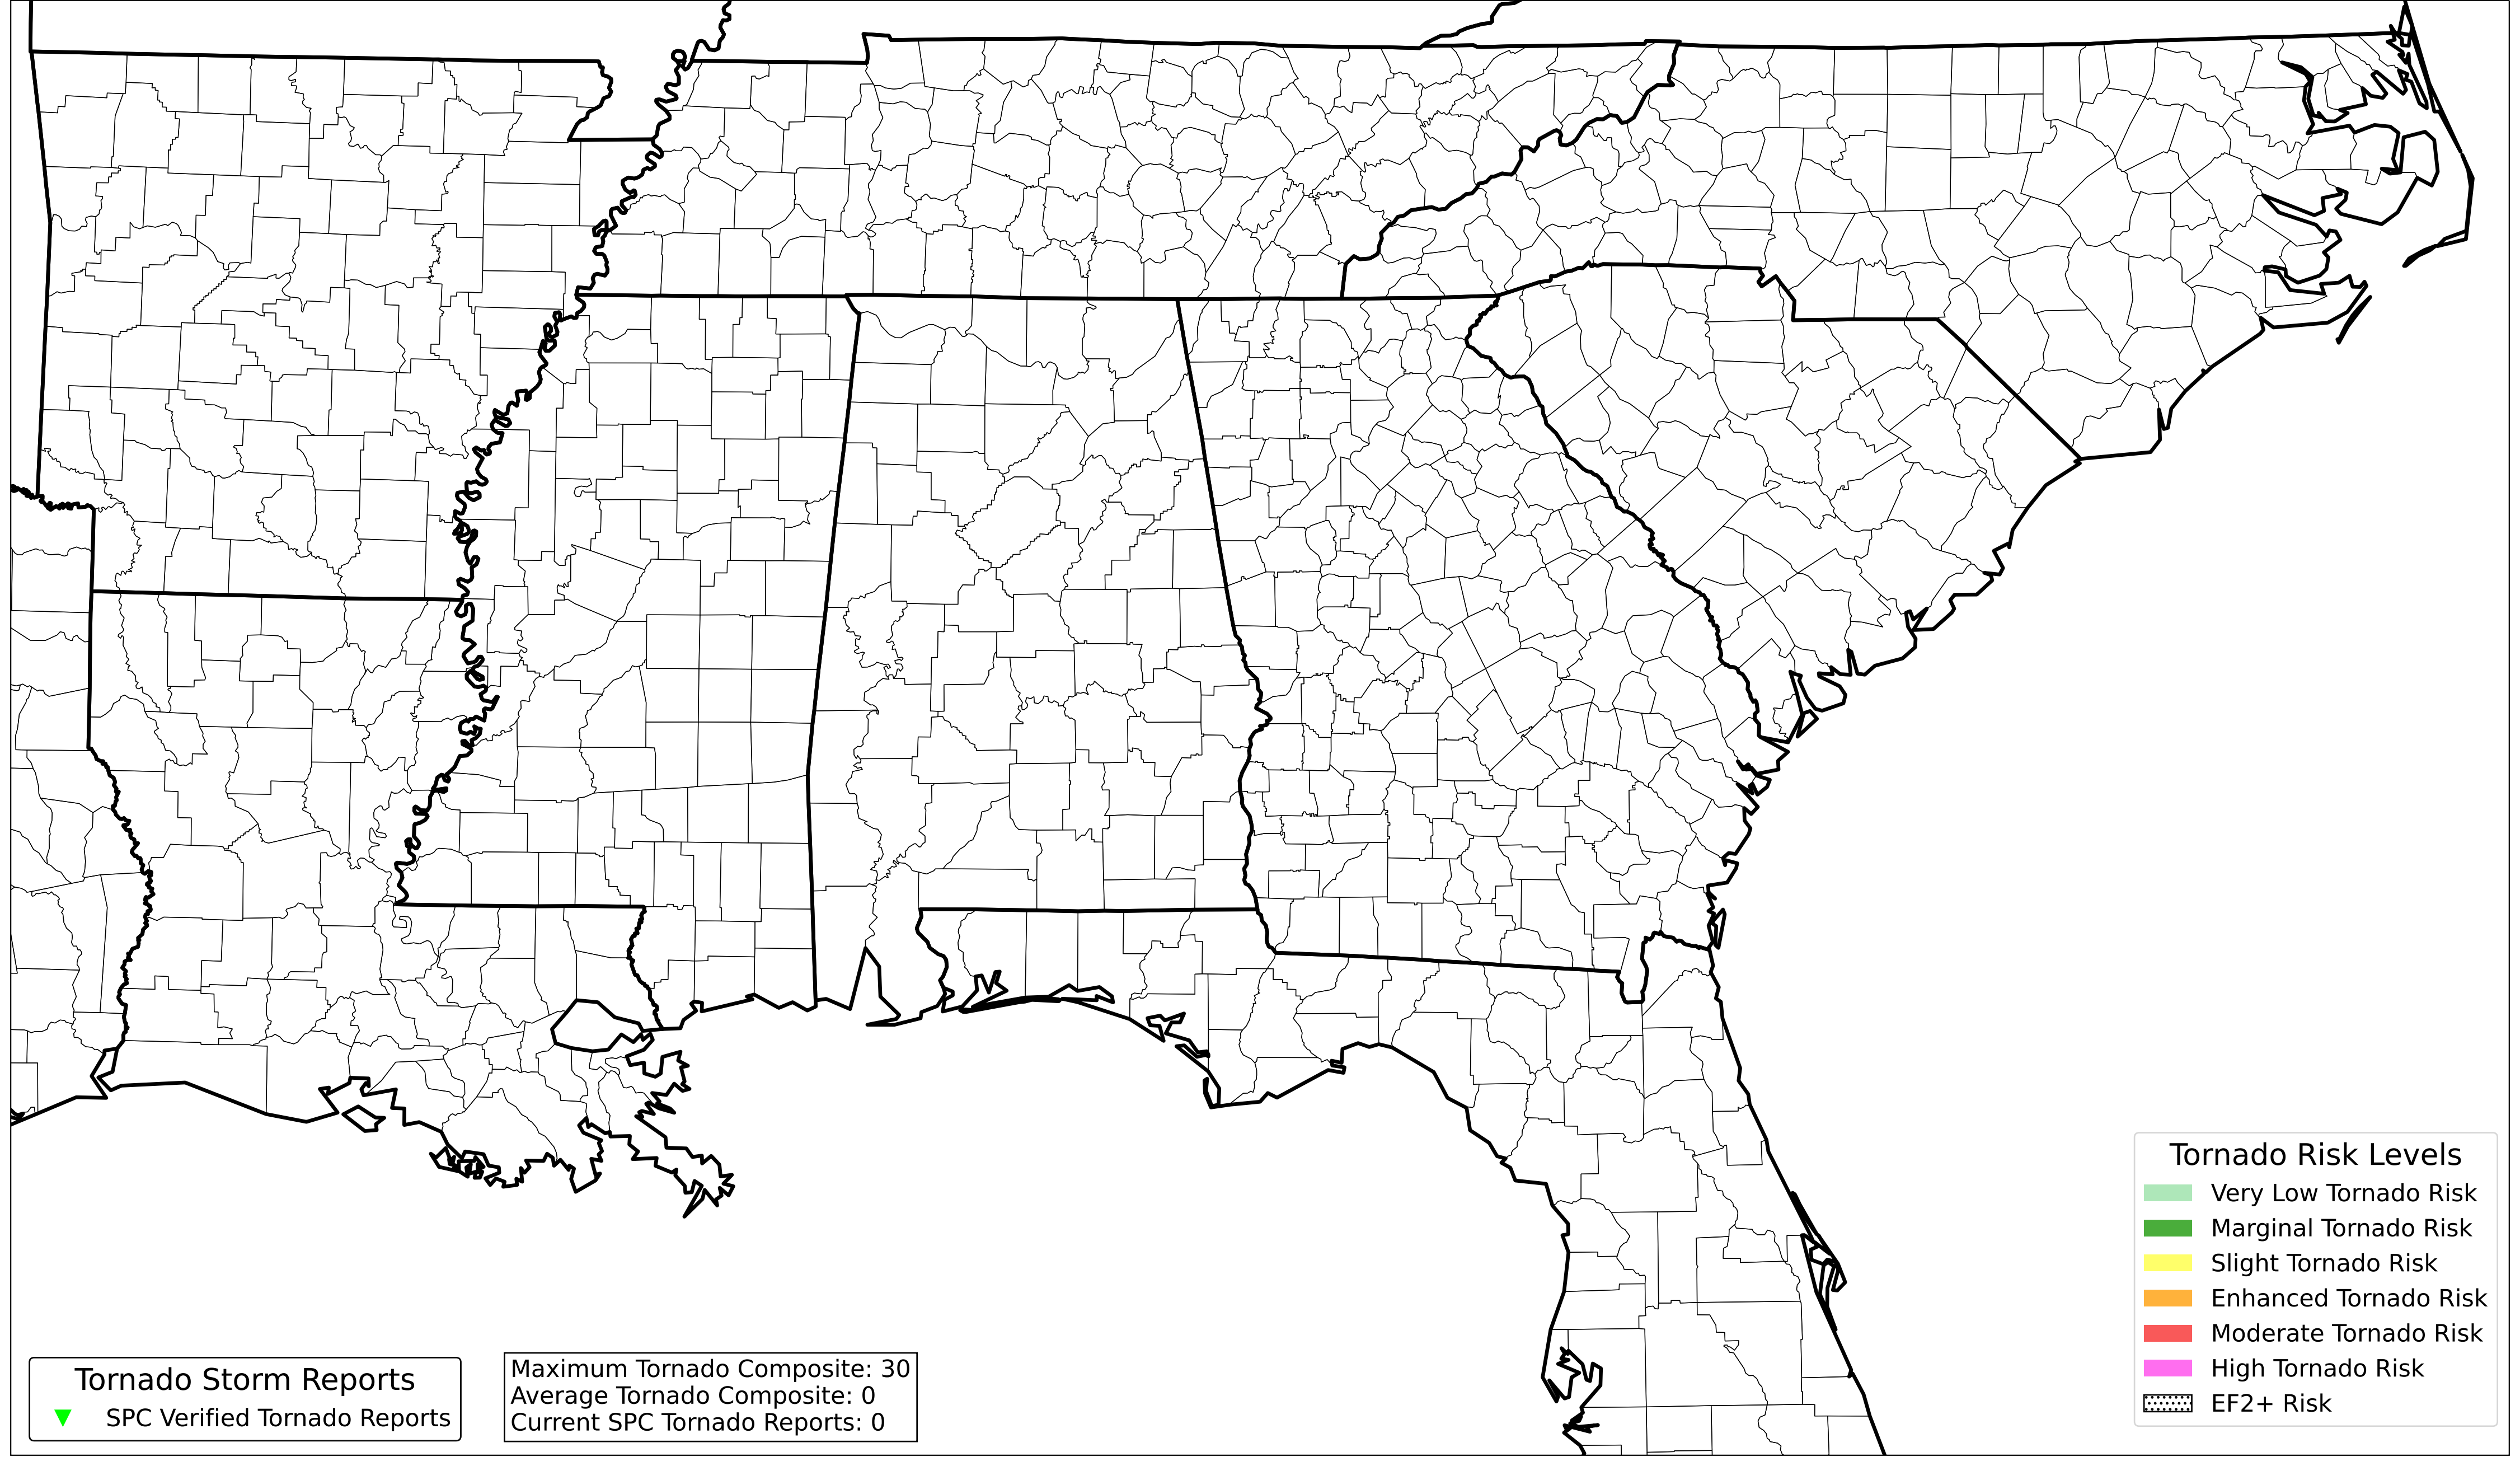 Tornado Risk Levels
Very Low Tornado Risk
Marginal Tornado Risk
Slight Tornado Risk
Enhanced Tornado Risk
Moderate Tornado Risk
High Tornado Risk
EF2+ Risk
Tornado Storm Reports
SPC Verified Tornado Reports
Maximum Tornado Composite: 30
Average Tornado Composite: 0
Current SPC Tornado Reports: 0